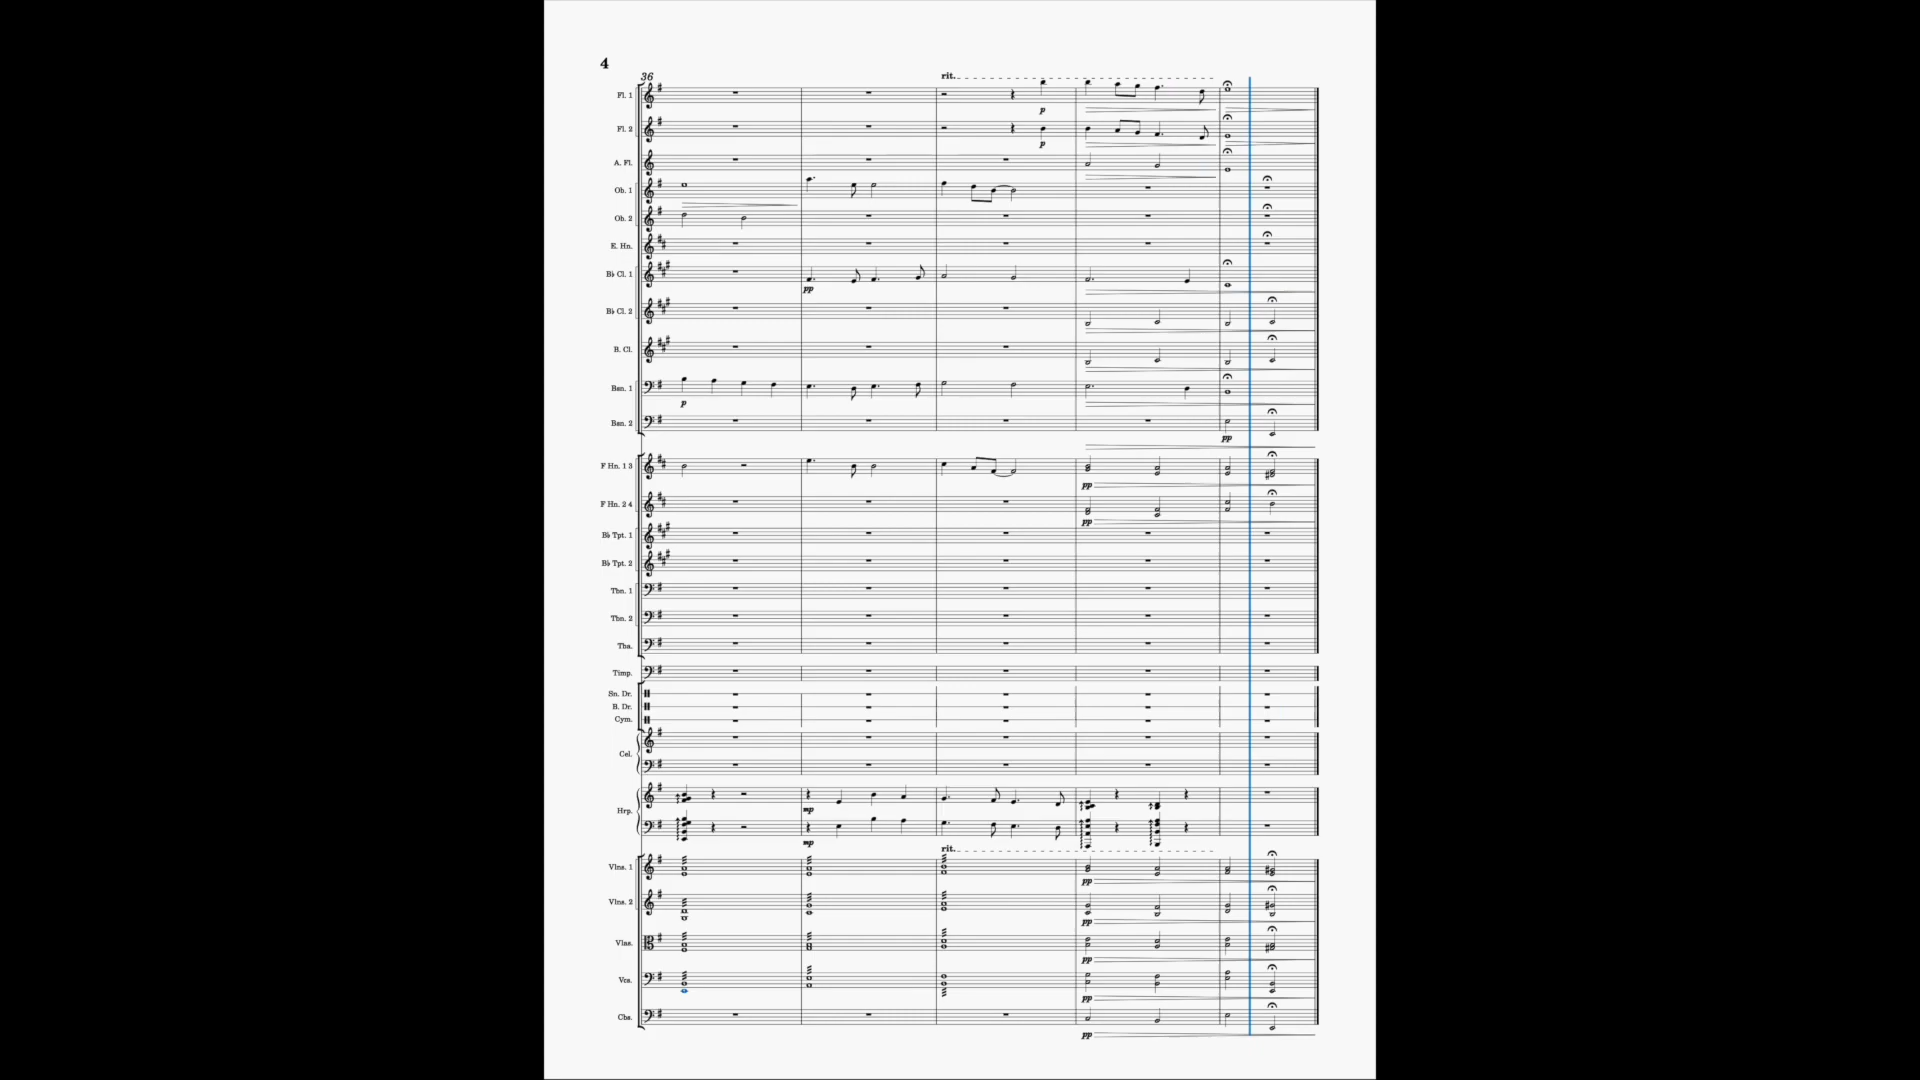 4
36
rit.
Fl. 1
p
Fl. 2
p
A. Fl.
Ob. 1
Ob. 2
E. Hn.
B♭ Cl. 1
pp
B♭ Cl. 2
B. Cl.
Bsn. 1
p
Bsn. 2
pp
F Hn. 1 3
pp
F Hn. 2 4
pp
B♭ Tpt. 1
B♭ Tpt. 2
Tbn. 1
Tbn. 2
Tba.
Timp.
Sn. Dr.
B. Dr.
Cym.
Cel.
Hrp.
mp
mp
rit.
Vlns. 1
pp
Vlns. 2
pp
Vlas.
pp
Vcs.
pp
Cbs.
pp